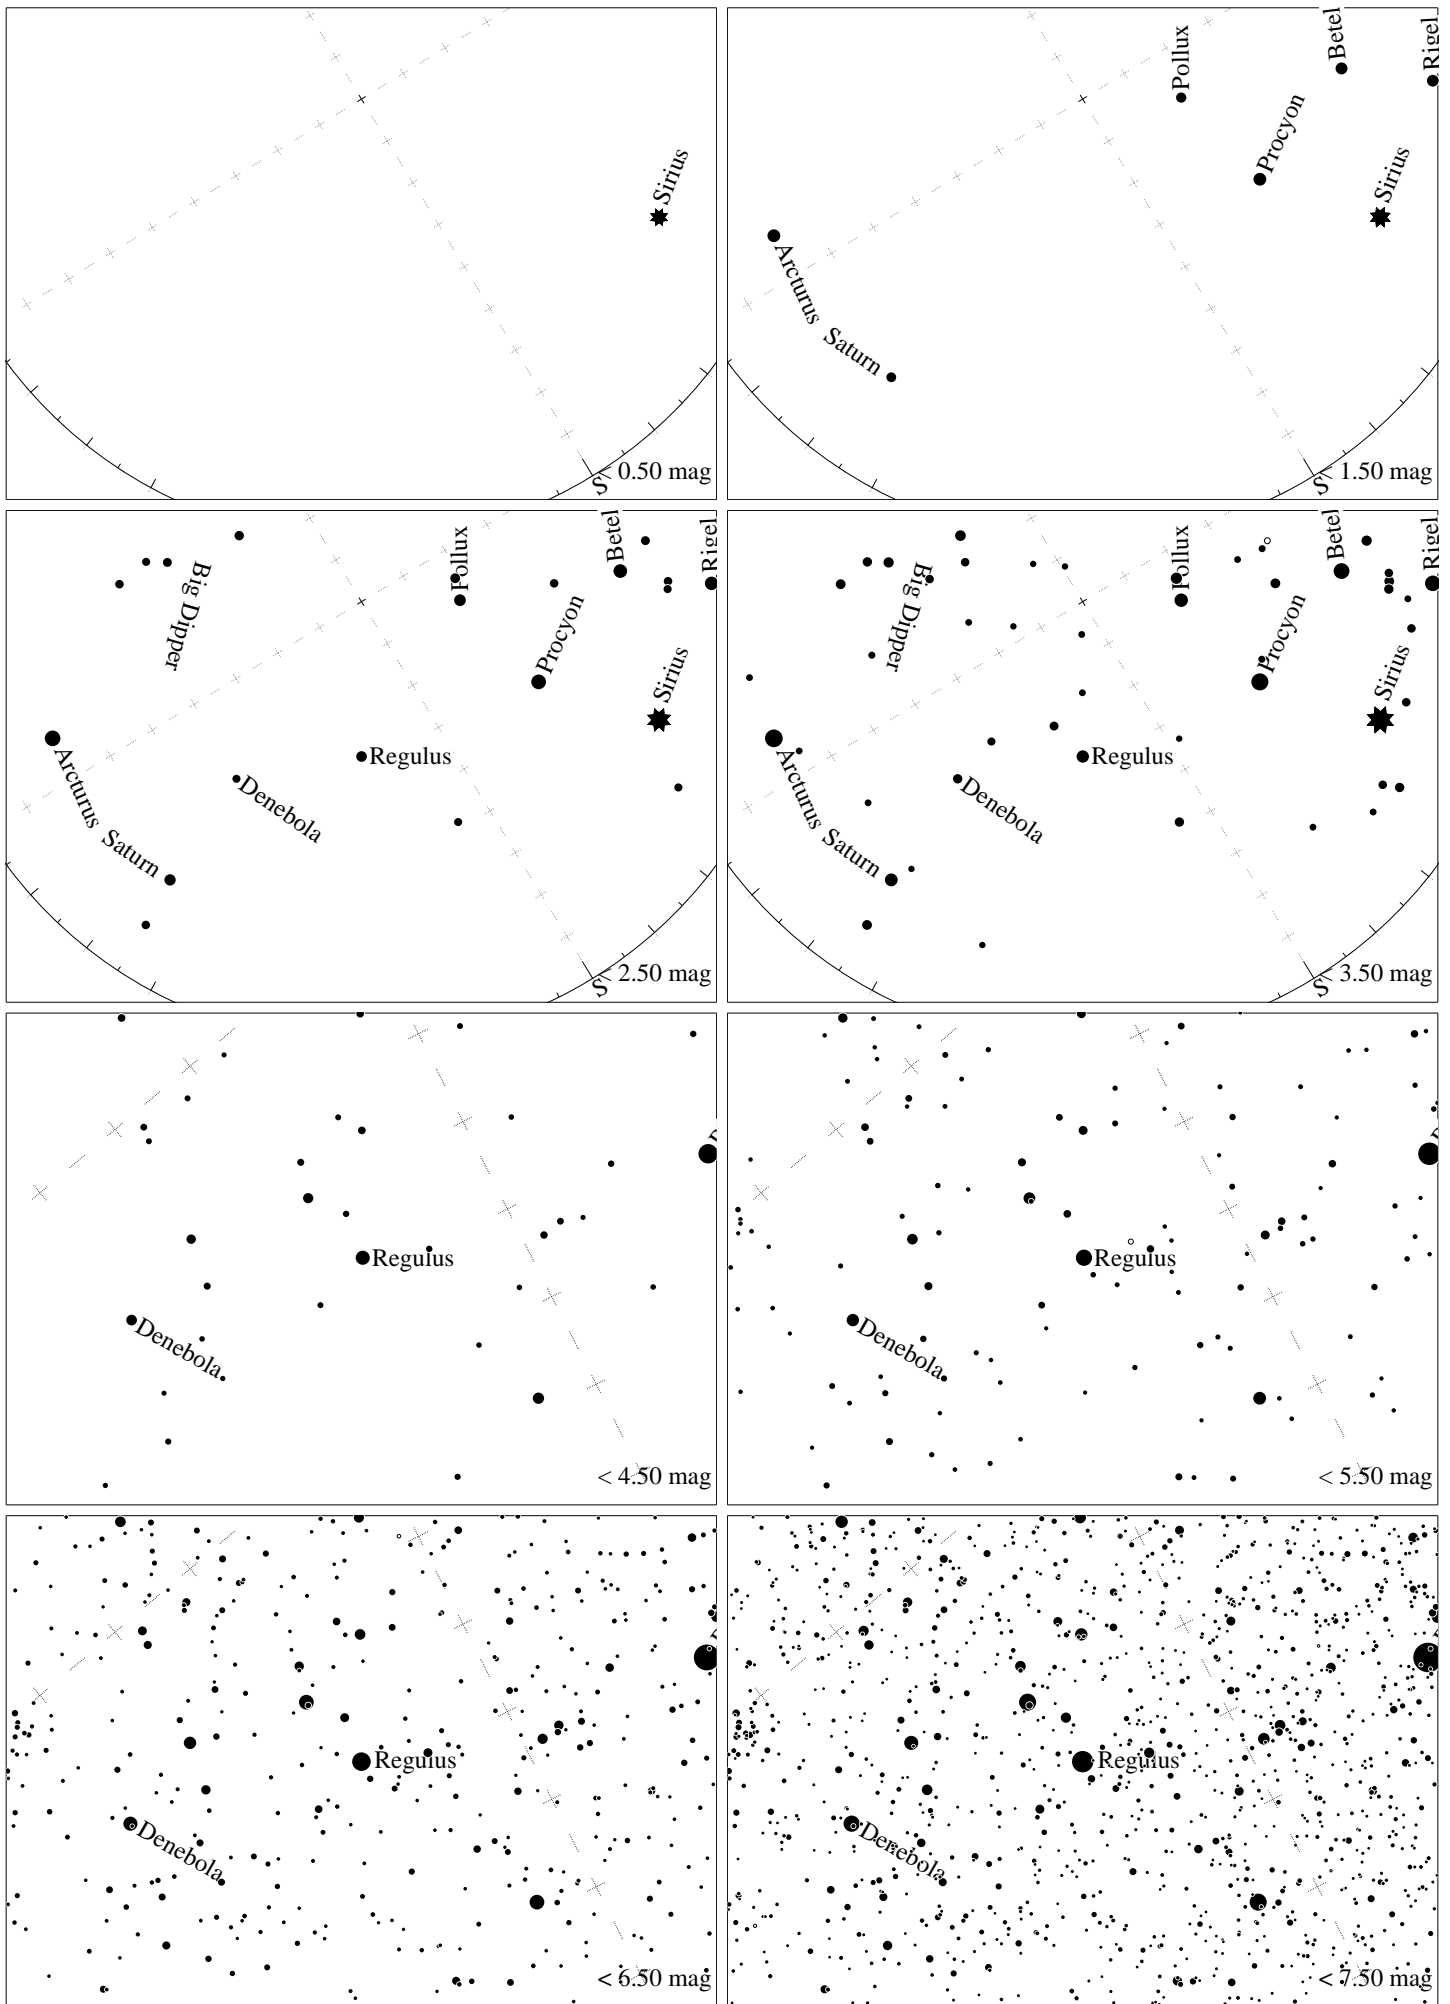 Sirius
S
< 0.50 mag
Pollux
Betel
Rigel
Procyon
Sirius
Arcturus
Saturn
S
< 1.50 mag
Big Dipper
Pollux
Betel
Rigel
Procyon
Sirius
Arcturus
Regulus
Denebola
Saturn
S
< 2.50 mag
Big Dipper
Pollux
Betel
Rigel
Procyon
Sirius
Arcturus
Regulus
Denebola
Saturn
S
< 3.50 mag
Regulus
Denebola
< 4.50 mag
Regulus
Denebola
< 5.50 mag
Regulus
Denebola
< 6.50 mag
Regulus
Denebola
< 7.50 mag